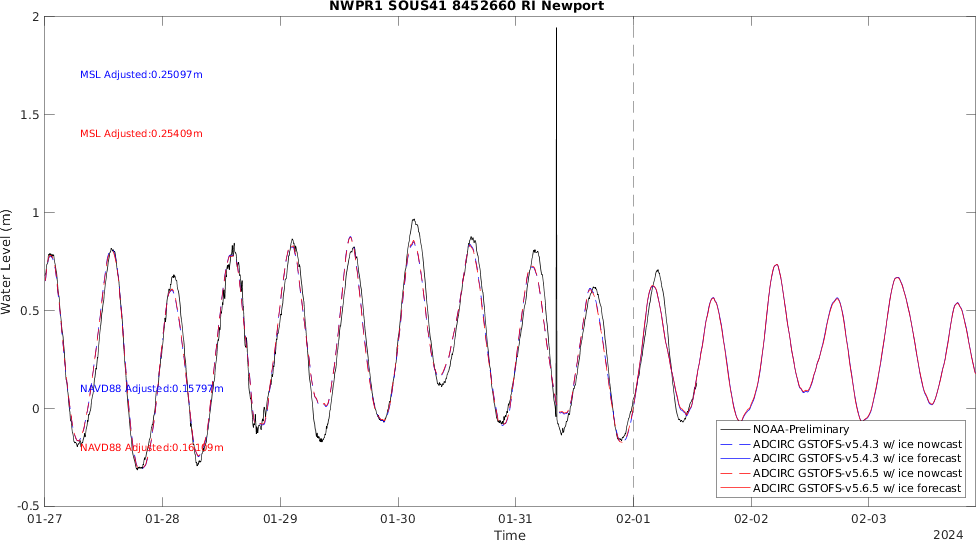 NWPR1 SOUS41 8452660 RI Newport
2
1.5
1
0.5
0
-0.5
Water Level (m)
MSL Adjusted:0.25097m
MSL Adjusted:0.25409m
NAVD88 Adjusted:0.15797m
NAVD88 Adjusted:0.16109m
NOAA-Preliminary
ADCIRC GSTOFS-v5.4.3 w/ ice nowcast
ADCIRC GSTOFS-v5.4.3 w/ ice forecast
ADCIRC GSTOFS-v5.6.5 w/ ice nowcast
ADCIRC GSTOFS-v5.6.5 w/ ice forecast
01-27 01-28 01-29 01-30 01-31 02-01 02-02 02-03
Time
2024